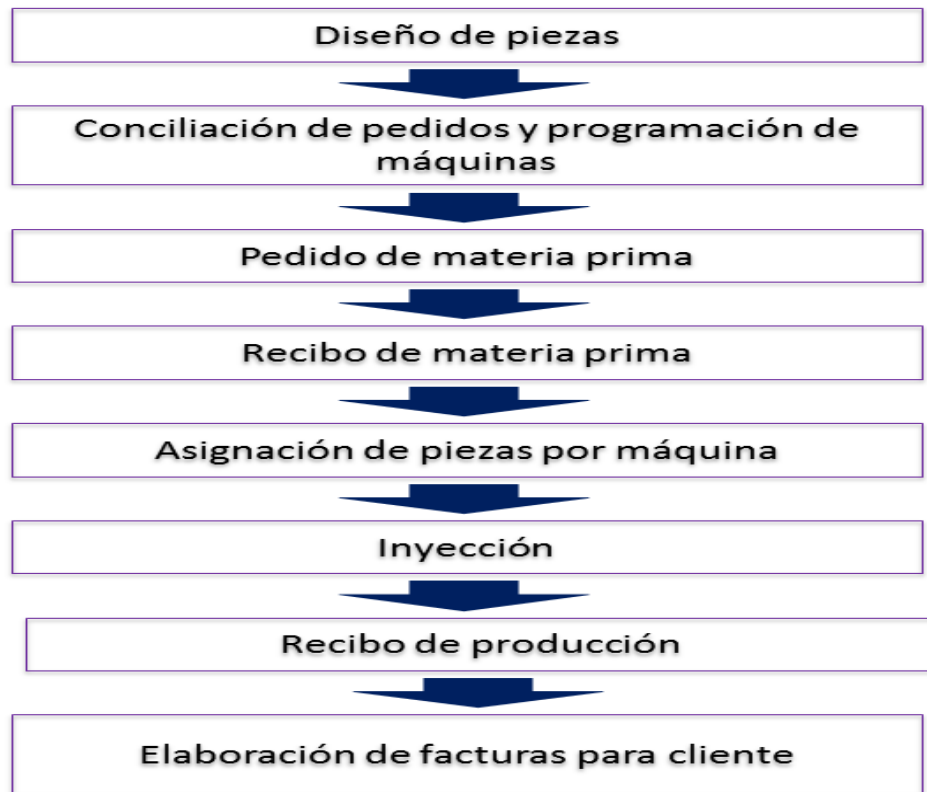 Diseño de piezas
Conciliación de pedidos y programación de
máquinas
Pedido de materia prima
Recibo de materia prima
Asignación de piezas por máquina
Inyección
Recibo de producción
Elaboración de facturas para cliente